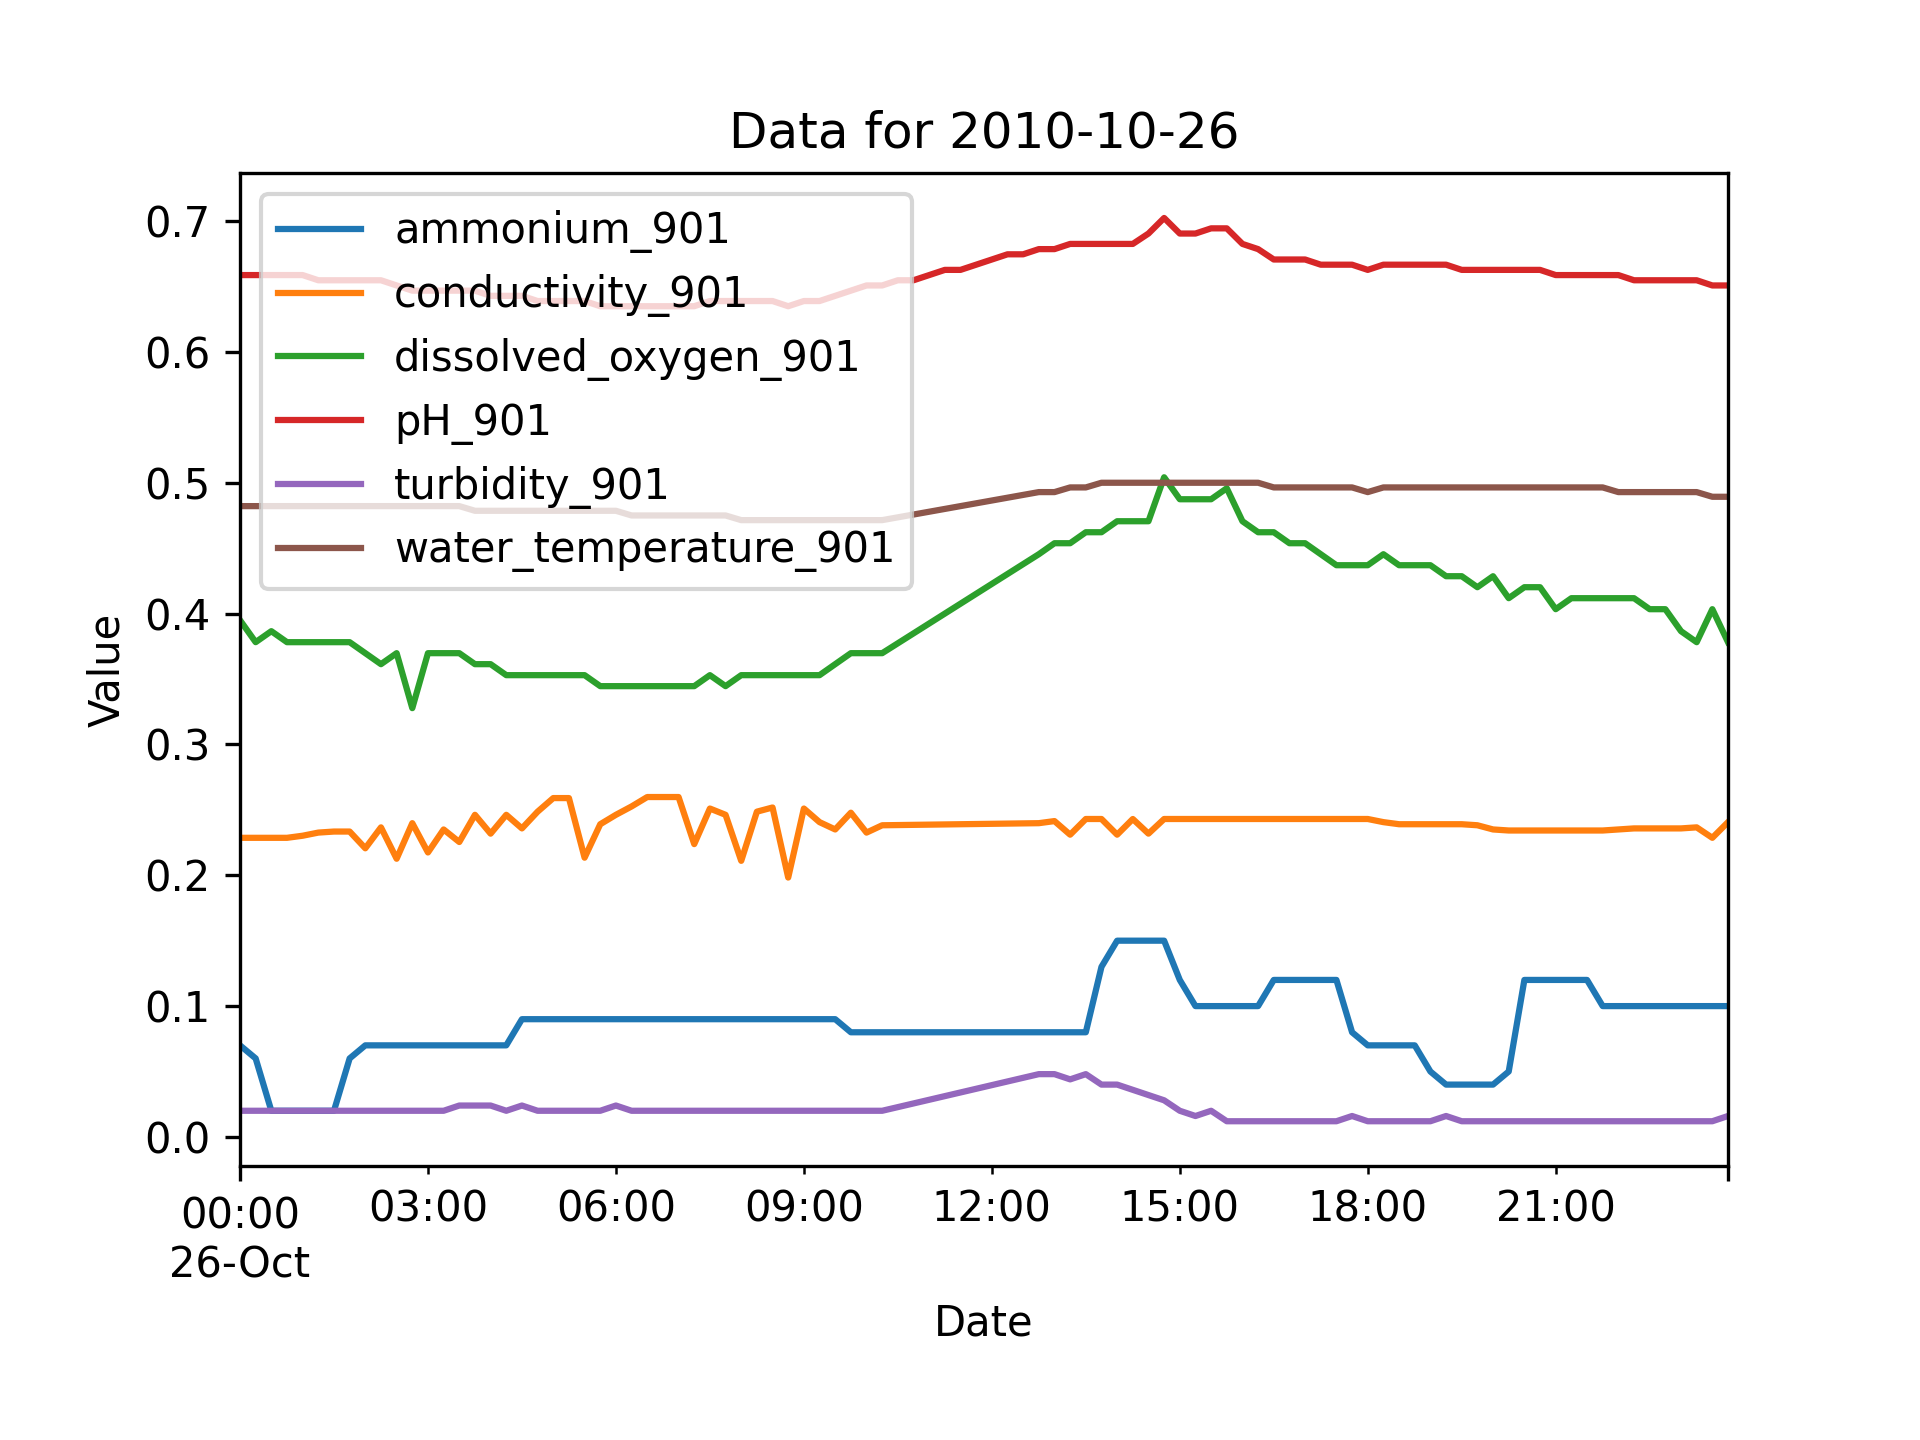 Data for 2010-10-26
0.7
0.6
0.5
0.4
0.3
0.2
0.1
0.0
Value
ammonium_901
conductivity_901
dissolved_oxygen_901
pH_901
turbidity_901
water_temperature_901
00:00 03:00 06:00 09:00 12:00 15:00 18:00 21:00
26-Oct
Date